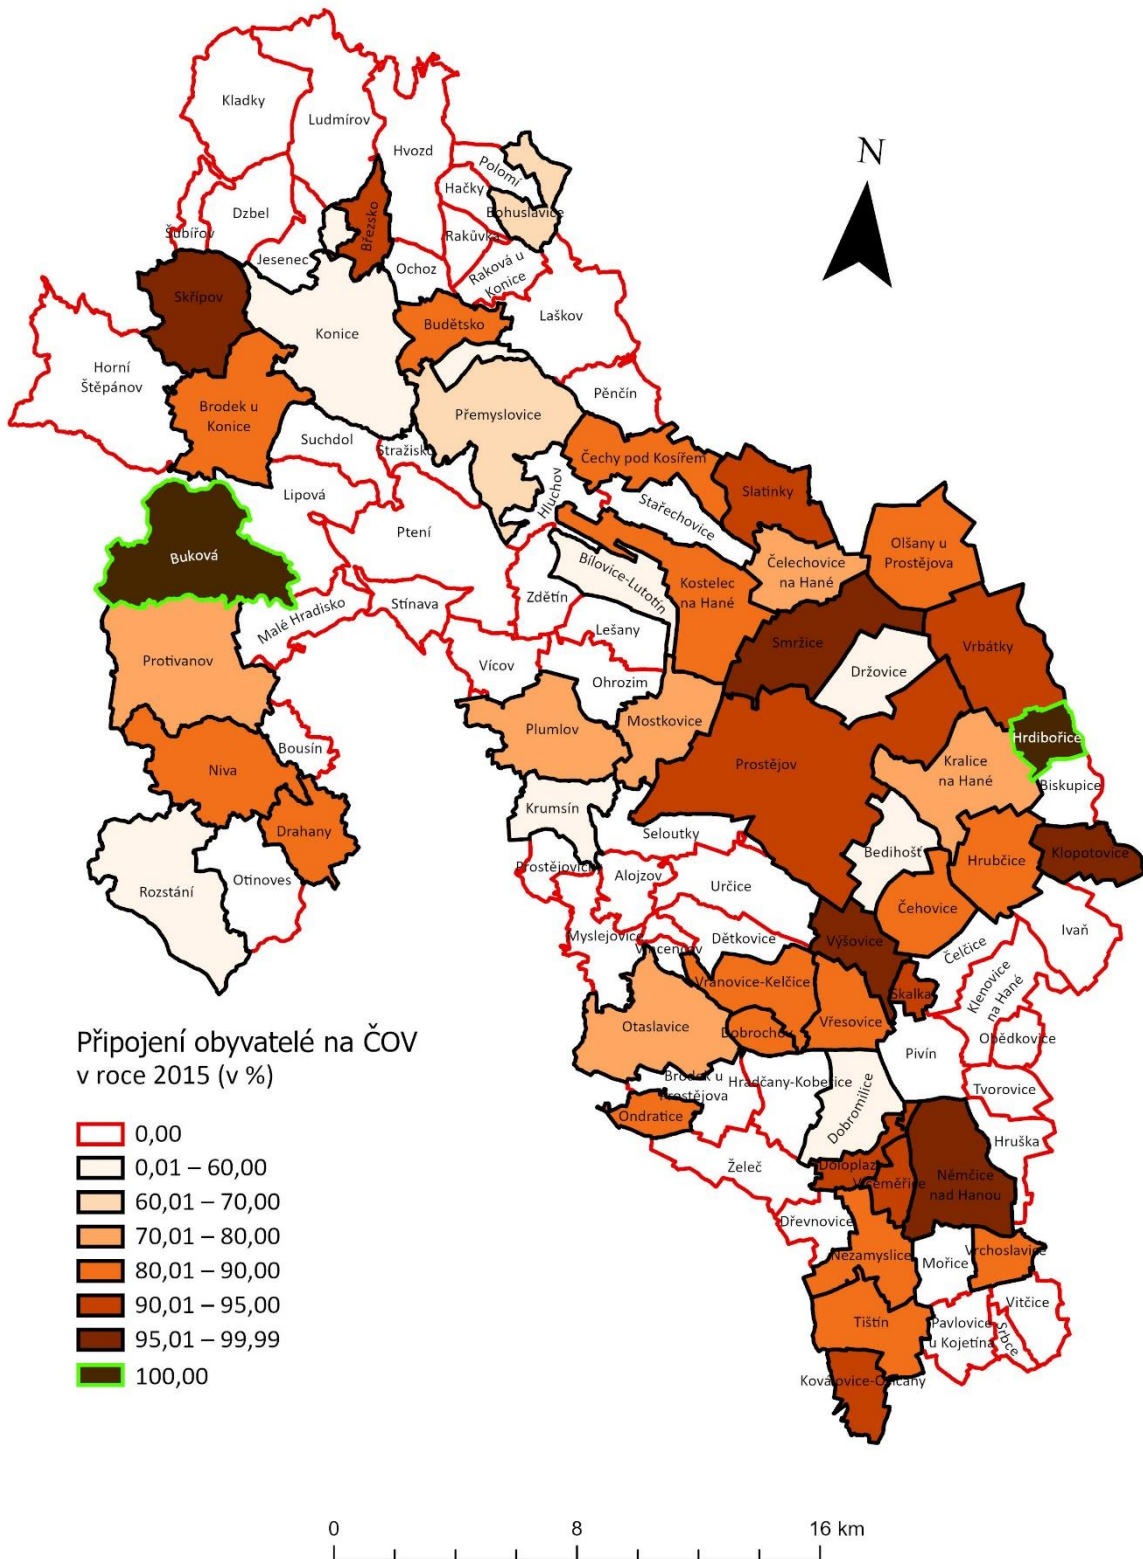 Kladky
Ludmírov
N
Hvozd
Polomí
Hačky
Dzbel
Bohuslavice
Březsko
Šubířov
Rakůvka
Jesenec
Ochoz
Raková u
Konice
Skřípov
Laškov
Budětsko
Konice
Horní
Štěpánov
Pěnčín
Brodek u
Konice
Přemyslovice
Suchdol
Stražisko
Čechy pod Kosířem
Hluchov
Slatinky
Lipová
Stařechovice
Ptení
Olšany u
Prostějova
Buková
Bílovice-Lutotín
Čelechovice
na Hané
Kostelec
na Hané
Zdětín
Stínava
Malé Hradisko
Lešany
Smržice
Vrbátky
Protivanov
Vícov
Držovice
Ohrozim
Mostkovice
Plumlov
Hrdibořice
Bousín
Niva
Prostějov
Kralice
na Hané
Biskupice
Krumsín
Drahany
Seloutky
Bedihošť
Klopotovice
Hrubčice
Prostějovičky
Alojzov
Otinoves
Rozstání
Určice
Čehovice
Ivaň
Myslejovice
Dětkovice
Výšovice
Čelčice
Vincencov
Klenovice
na Hané
Vranovice-Kelčice
Skalka
Otaslavice
Vřesovice
Dobrochov
Obědkovice
Připojení obyvatelé na ČOV
v roce 2015 (v %)
Pivín
Brodek u
Prostějova
Hradčany-Kobeřice
Tvorovice
Dobromilice
Ondratice
0,00
Hruška
0,01 – 60,00
Želeč
Doloplazy
Víceměřice
Němčice
nad Hanou
60,01 – 70,00
Dřevnovice
70,01 – 80,00
Nezamyslice
Vrchoslavice
Mořice
80,01 – 90,00
90,01 – 95,00
Vitčice
Tištín
Pavlovice
u Kojetína
Srbce
95,01 – 99,99
100,00
Koválovice-Osíčany
0 8 16 km